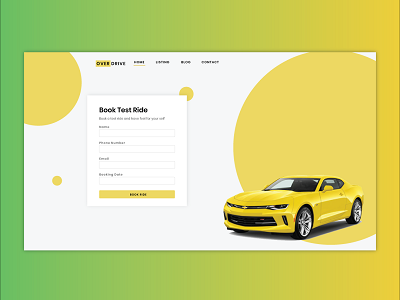 OVER DRIVE HOME LISTING BLOG CONTACT
Book Test Ride
Book a test ride and have feel for your self
Name
Phone Number
Email
Booking Date
BOOK RIDE